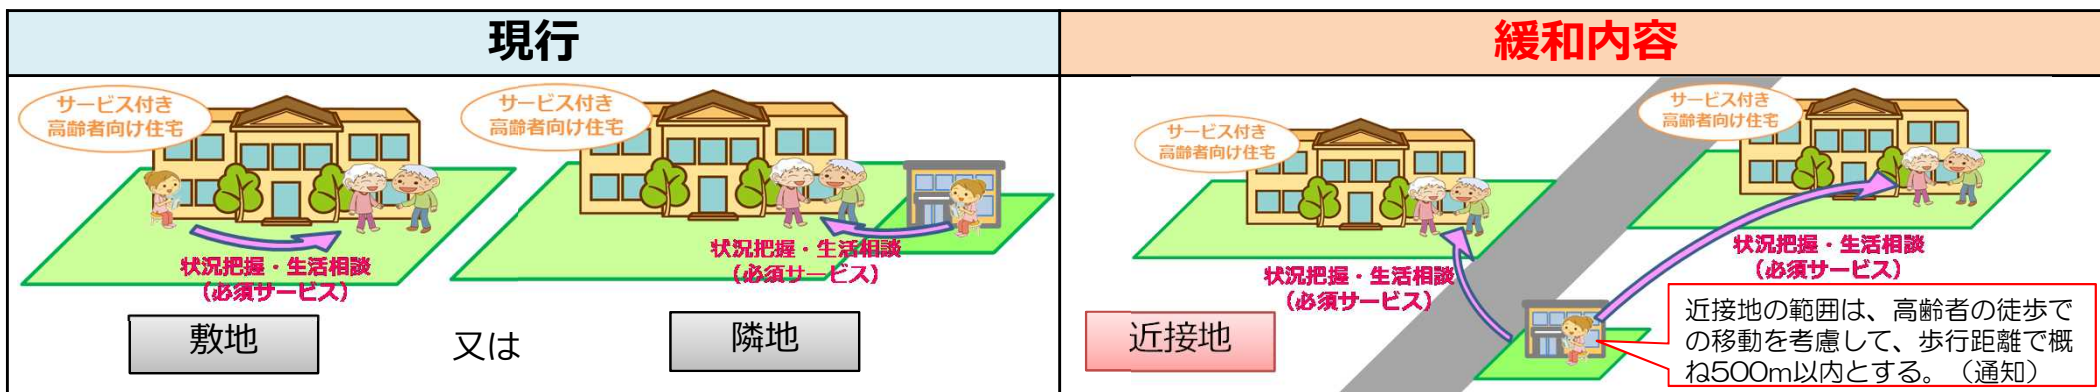 現行
サービス付き
高齢者向け住宅
状況把握・生活相談
（必須サービス）
敷地
又は
サービス付き
高齢者向け住宅
状況把握・生活相談
（必須サービス）
隣地
緩和内容
サービス付き
高齢者向け住宅
状況把握・生活相談
（必須サービス）
サービス付き
高齢者向け住宅
状況把握・生活相談
（必須サービス）
近接地
近接地の範囲は、高齢者の徒歩で
の移動を考慮して、歩行距離で概
ね500m以内とする。（通知）